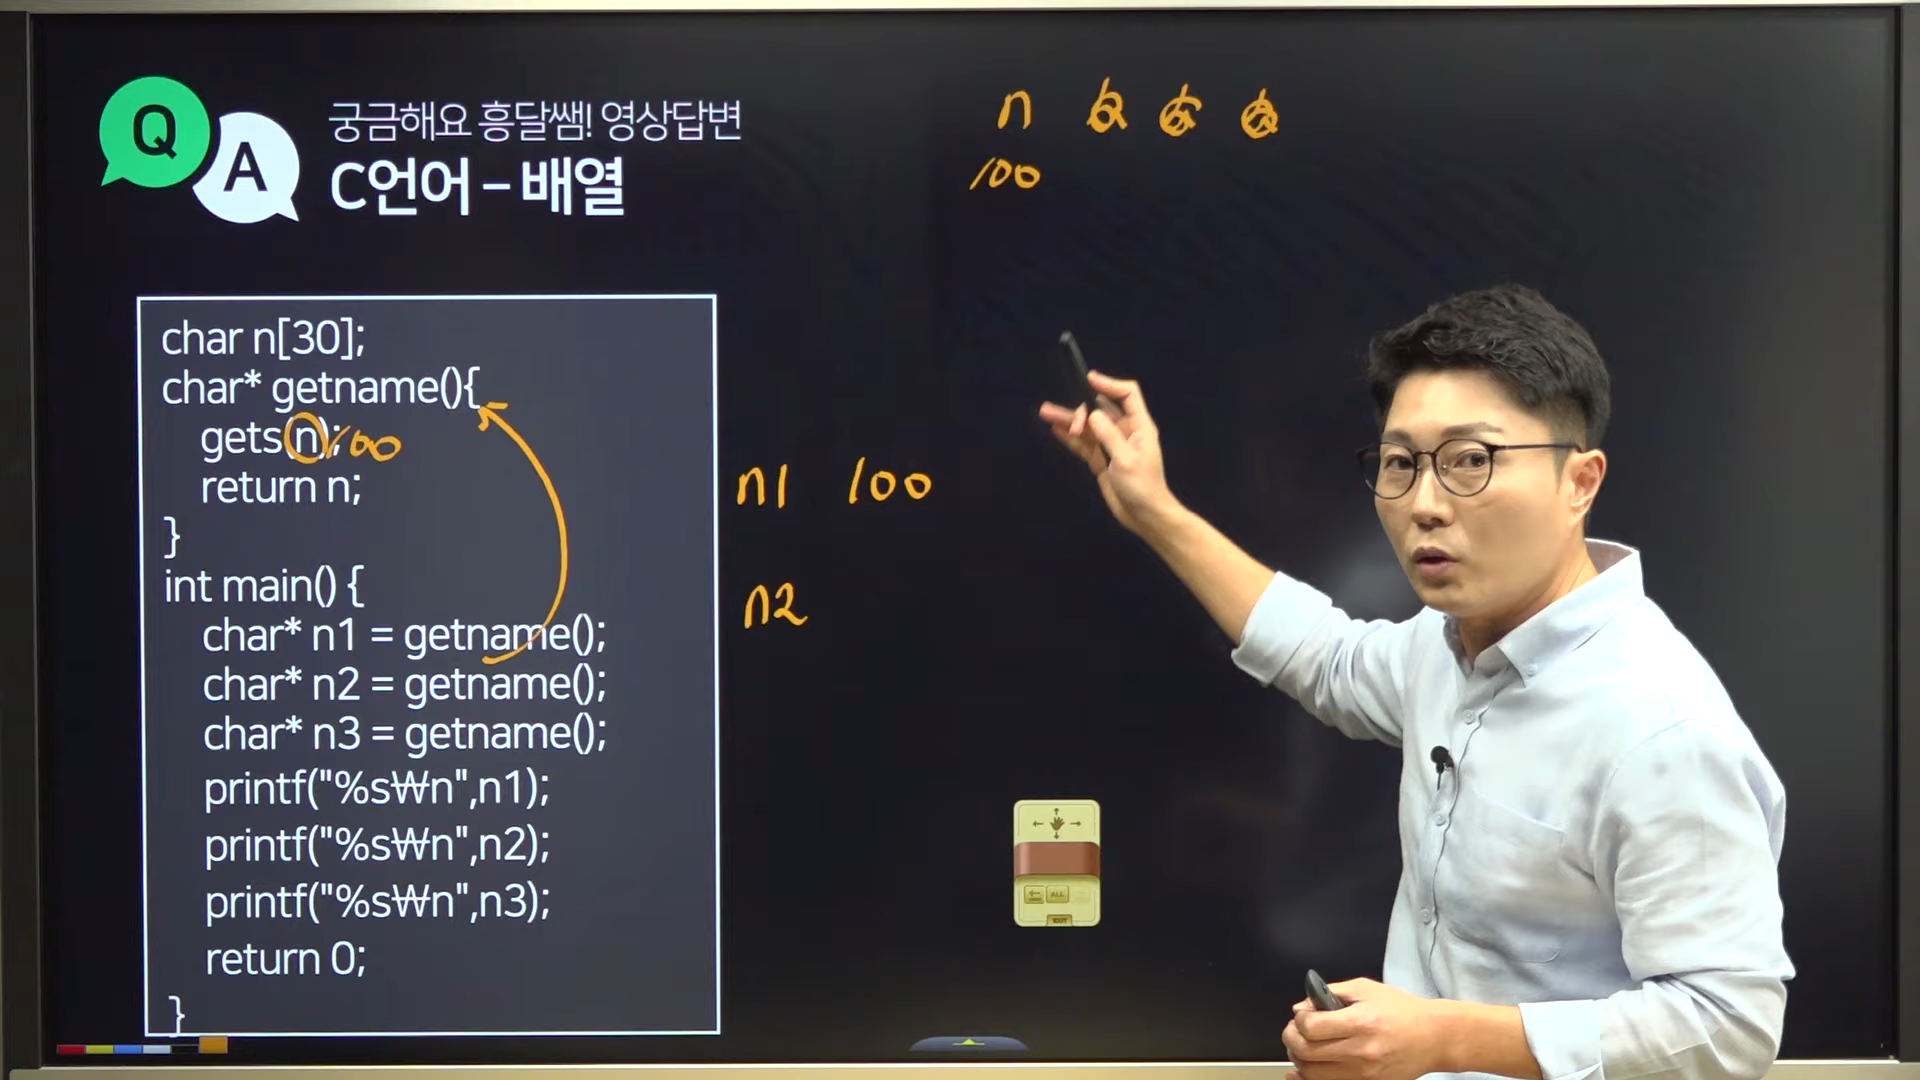 Q A
궁금해요 흥달쌤! 영상답변
C언어 – 배열
char n[30];
char* getname(){
gets(n); 100
return n;
}
int main() {
char* n1 = getname();
char* n2 = getname();
char* n3 = getname();
printf("%s₩n",n1);
printf("%s₩n",n2);
printf("%s₩n",n3);
return 0;
}
n
100
n1 100
n2
ALL
EXIT